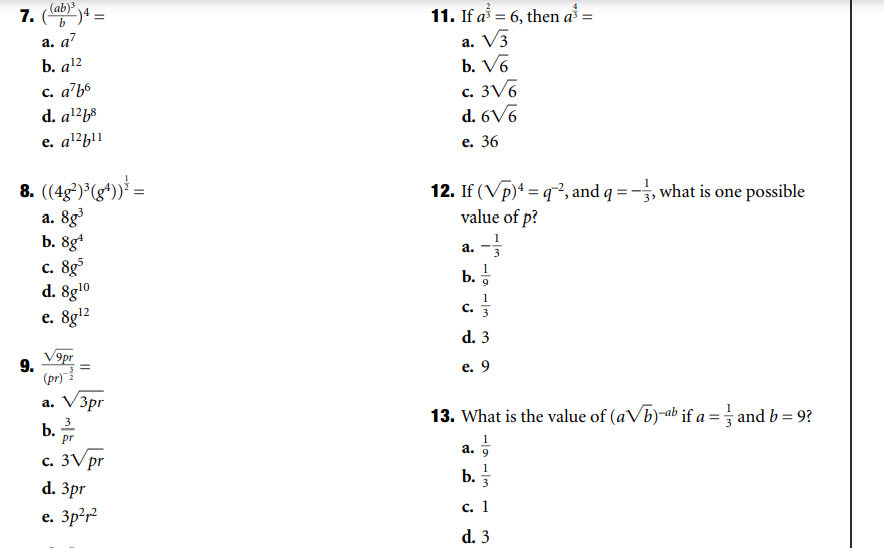 7. ((ab)³/b)⁴ =
a. a⁷
b. a¹²
c. a⁷b⁶
d. a¹²b⁸
e. a¹²b¹¹
8. ((4g²)³(g⁴))^(1/2) =
a. 8g³
b. 8g⁴
c. 8g⁵
d. 8g¹⁰
e. 8g¹²
9. √(9pr)/(pr)^(-3/2) =
a. √(3pr)
b. 3/pr
c. 3√(pr)
d. 3pr
e. 3p²r²
11. If a^(2/3) = 6, then a^(4/3) =
a. √3
b. √6
c. 3√6
d. 6√6
e. 36
12. If (√p)⁴ = q⁻², and q = -1/3, what is one possible
value of p?
a. -1/3
b. 1/9
c. 1/3
d. 3
e. 9
13. What is the value of (a√b)^(-ab) if a = 1/3 and b = 9?
a. 1/9
b. 1/3
c. 1
d. 3